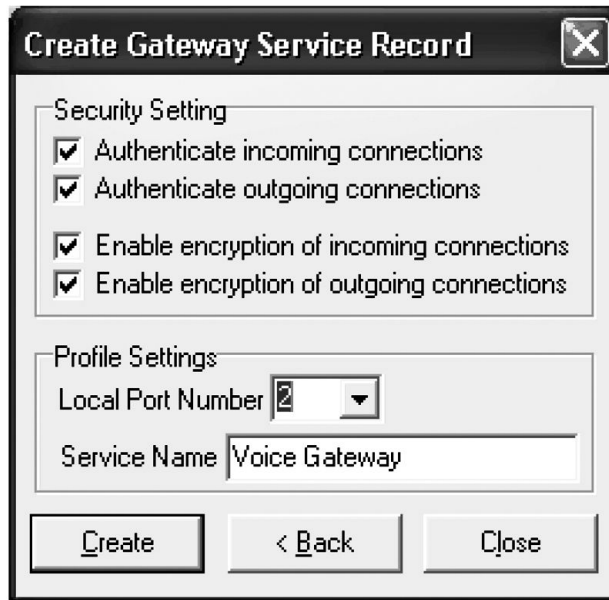 Create Gateway Service Record
Security Setting
Authenticate incoming connections
Authenticate outgoing connections
Enable encryption of incoming connections
Enable encryption of outgoing connections
Profile Settings
Local Port Number 2
Service Name Voice Gateway
Create < Back Close